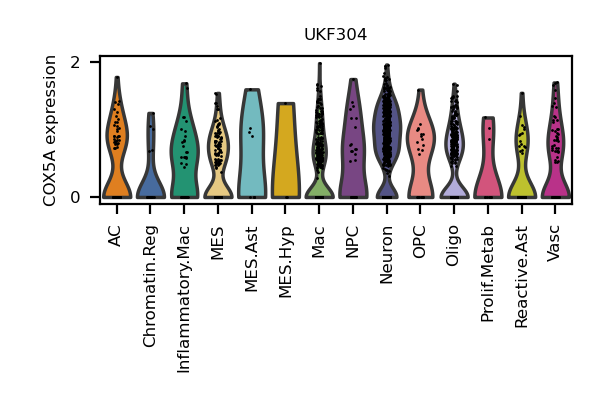 UKF304
COX5A expression
2
0
AC
Chromatin.Reg
Inflammatory.Mac
MES
MES.Ast
MES.Hyp
Mac
NPC
Neuron
OPC
Oligo
Prolif.Metab
Reactive.Ast
Vasc